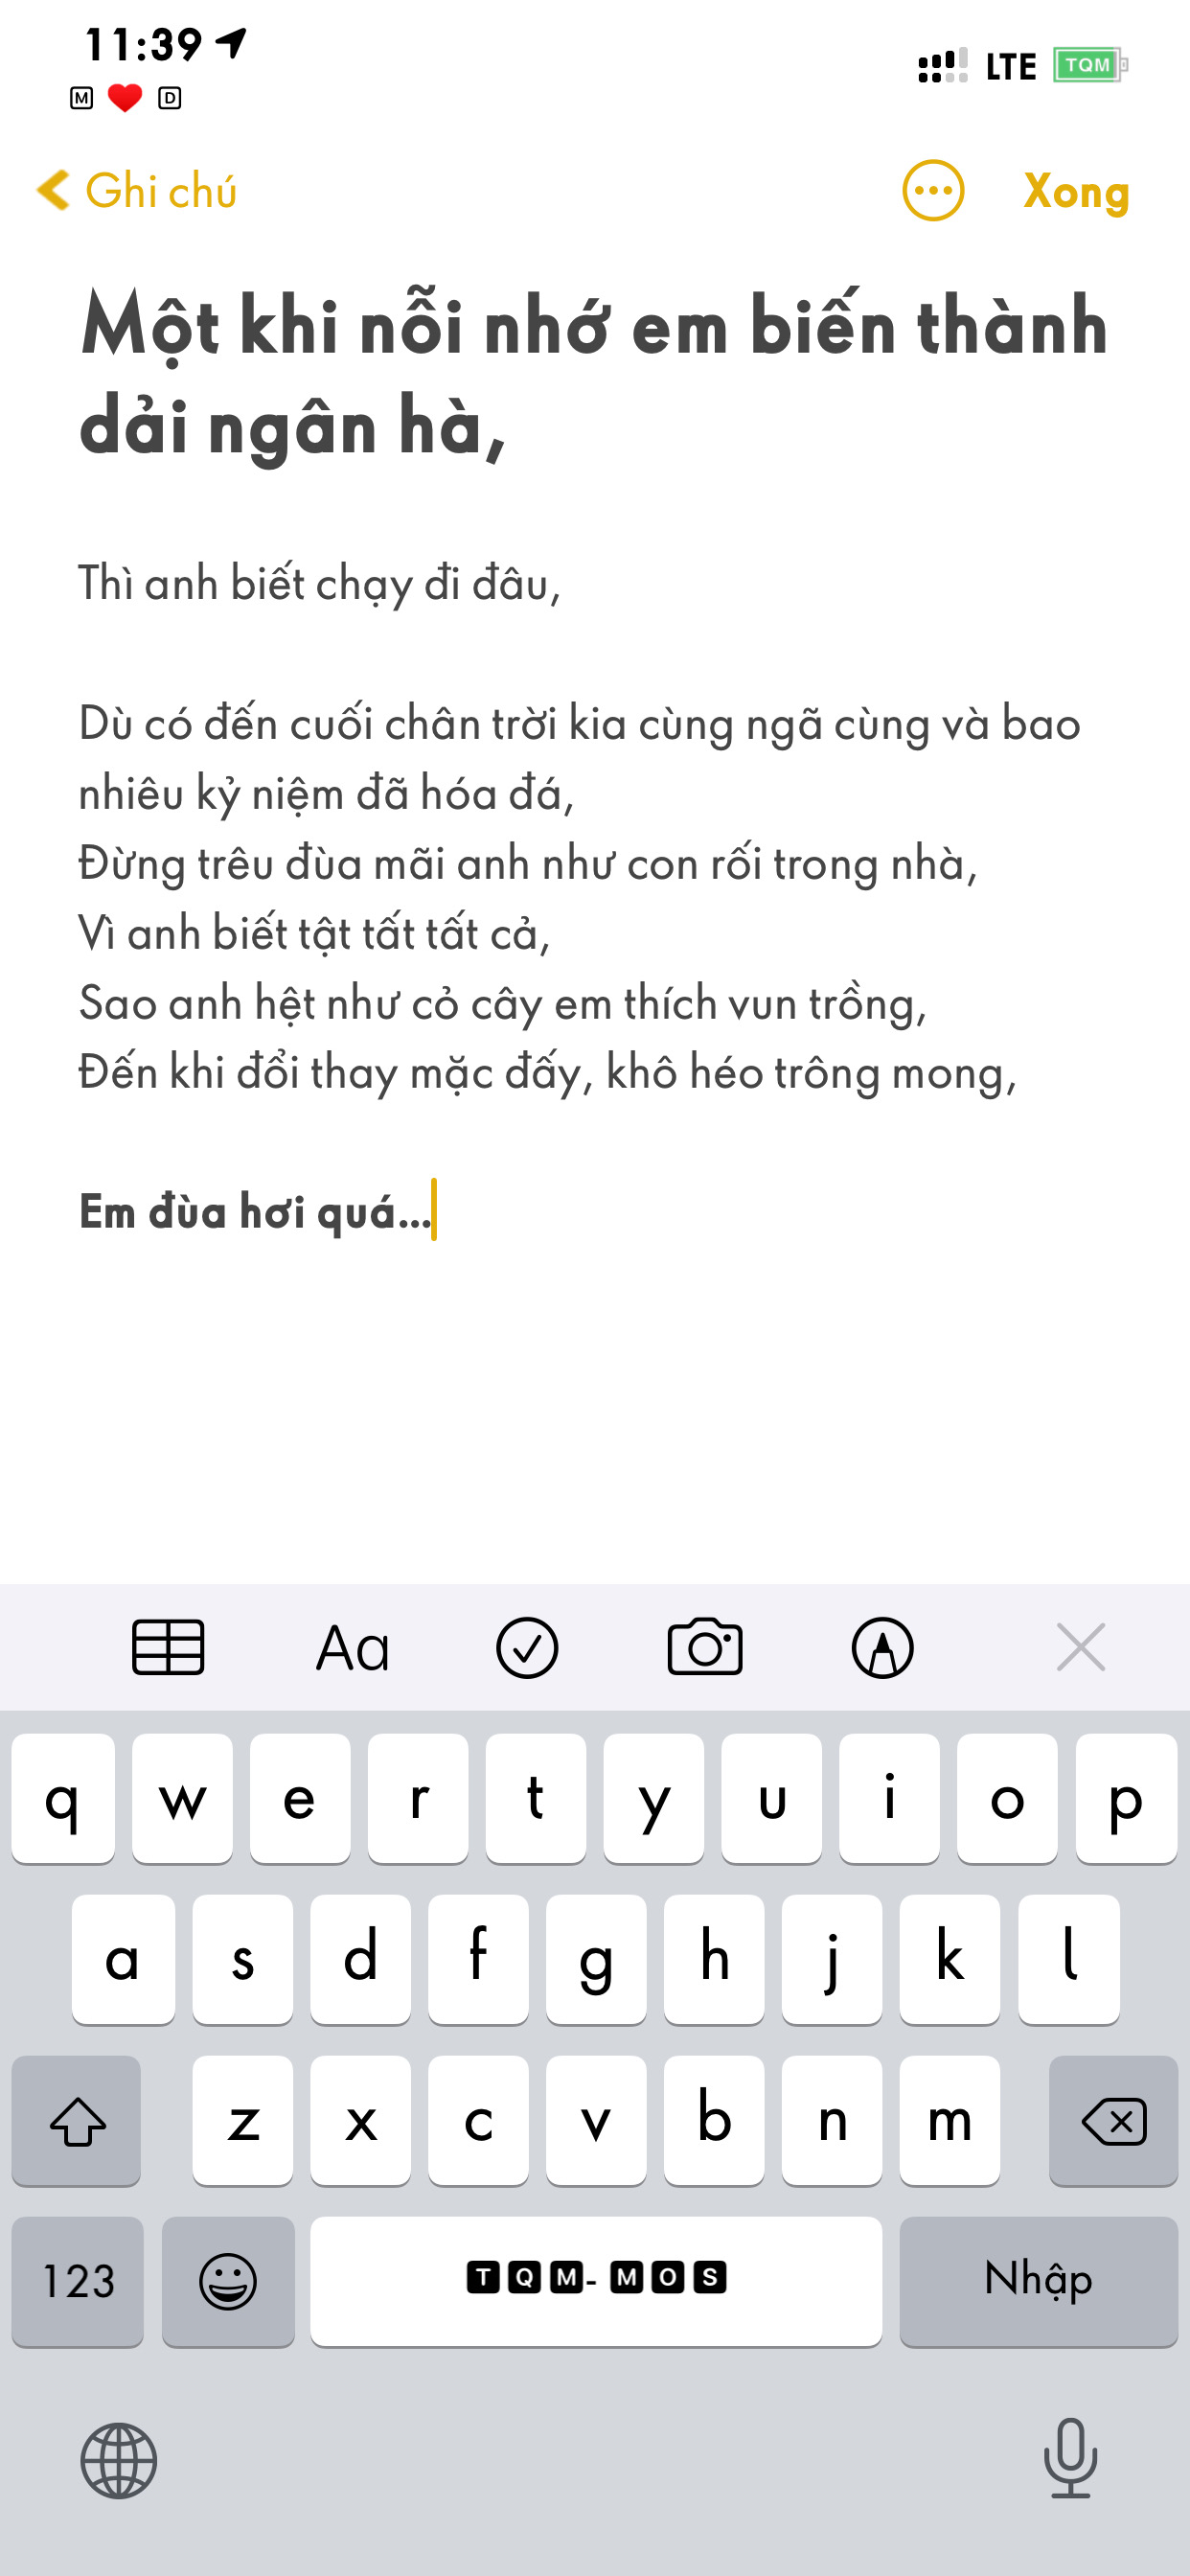 11:39
M ❤️ D
LTE TQM
Ghi chú
Xong
Một khi nỗi nhớ em biến thành
dải ngân hà,
Thì anh biết chạy đi đâu,
Dù có đến cuối chân trời kia cùng ngã cùng và bao
nhiêu kỷ niệm đã hóa đá,
Đừng trêu đùa mãi anh như con rối trong nhà,
Vì anh biết tật tất tất cả,
Sao anh hệt như cỏ cây em thích vun trồng,
Đến khi đổi thay mặc đấy, khô héo trông mong,
Em đùa hơi quá...
Aa
q w e r t y u i o p
a s d f g h j k l
z x c v b n m
123 TQM- MOS Nhập